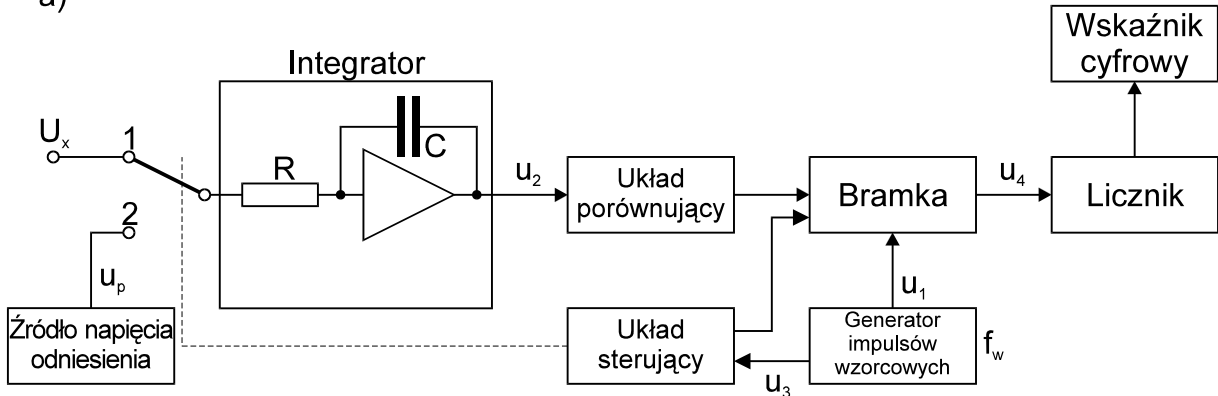 a)
Wskaźnik
cyfrowy
Integrator
Uₓ
1
R
C
u₂
Układ
porównujący
Bramka
u₄
Licznik
2
uₚ
u₁
Źródło napięcia
odniesienia
Układ
sterujący
u₃
Generator
impulsów
wzorcowych
f_w